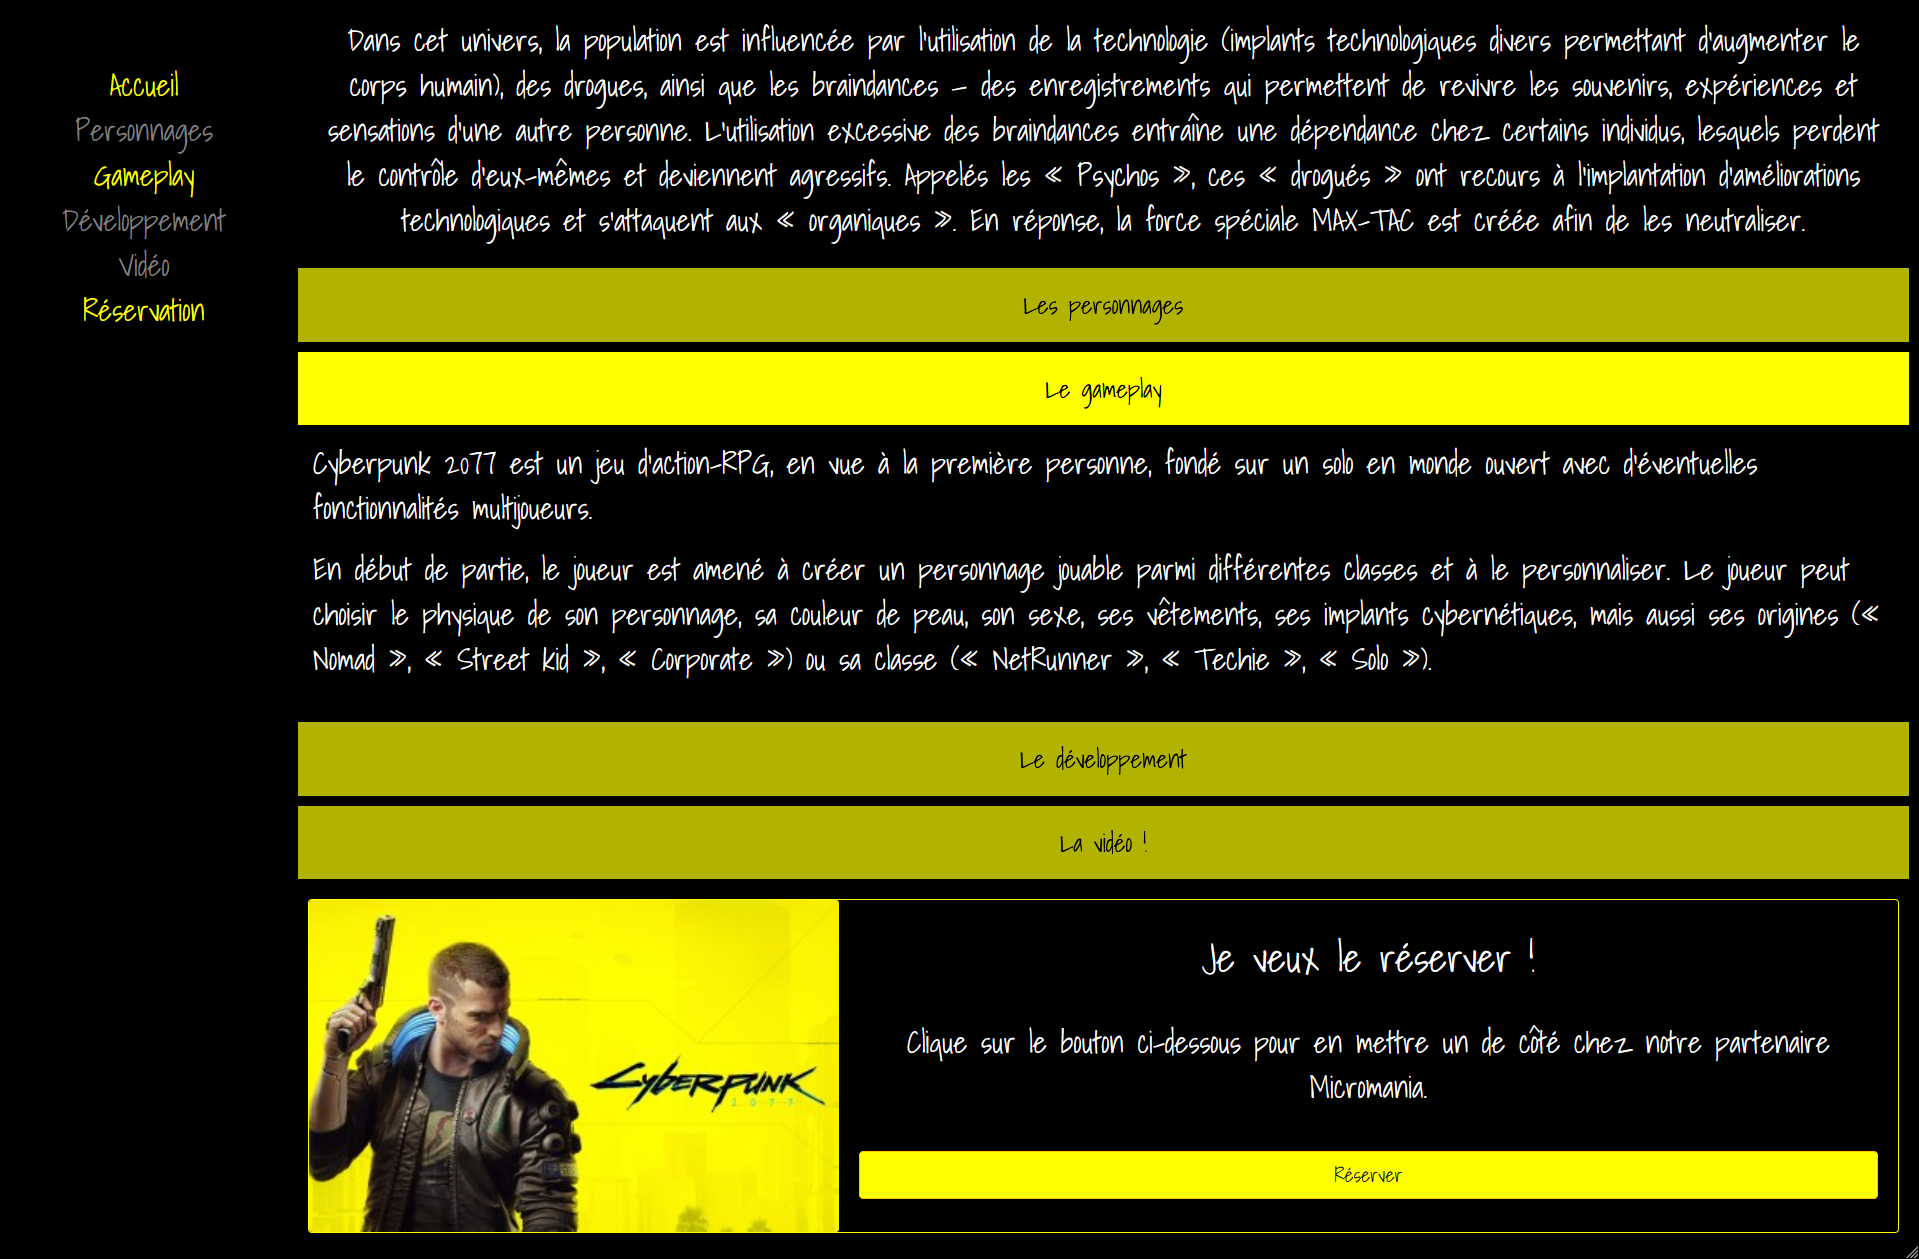 Accueil
Personnages
Gameplay
Développement
Vidéo
Réservation
Dans cet univers, la population est influencée par l'utilisation de la technologie (implants technologiques divers permettant d'augmenter le
corps humain), des drogues, ainsi que les braindances – des enregistrements qui permettent de revivre les souvenirs, expériences et
sensations d'une autre personne. L'utilisation excessive des braindances entraîne une dépendance chez certains individus, lesquels perdent
le contrôle d'eux-mêmes et deviennent agressifs. Appelés les « Psychos », ces « drogués » ont recours à l'implantation d'améliorations
technologiques et s'attaquent aux « organiques ». En réponse, la force spéciale MAX-TAC est créée afin de les neutraliser.
Les personnages
Le gameplay
Cyberpunk 2077 est un jeu d'action-RPG, en vue à la première personne, fondé sur un solo en monde ouvert avec d'éventuelles
fonctionnalités multijoueurs.
En début de partie, le joueur est amené à créer un personnage jouable parmi différentes classes et à le personnaliser. Le joueur peut
choisir le physique de son personnage, sa couleur de peau, son sexe, ses vêtements, ses implants cybernétiques, mais aussi ses origines («
Nomad », « Street kid », « Corporate ») ou sa classe (« NetRunner », « Techie », « Solo »).
Le développement
La vidéo !
Cyberpunk
2077
Je veux le réserver !
Clique sur le bouton ci-dessous pour en mettre un de côté chez notre partenaire
Micromania.
Réserver